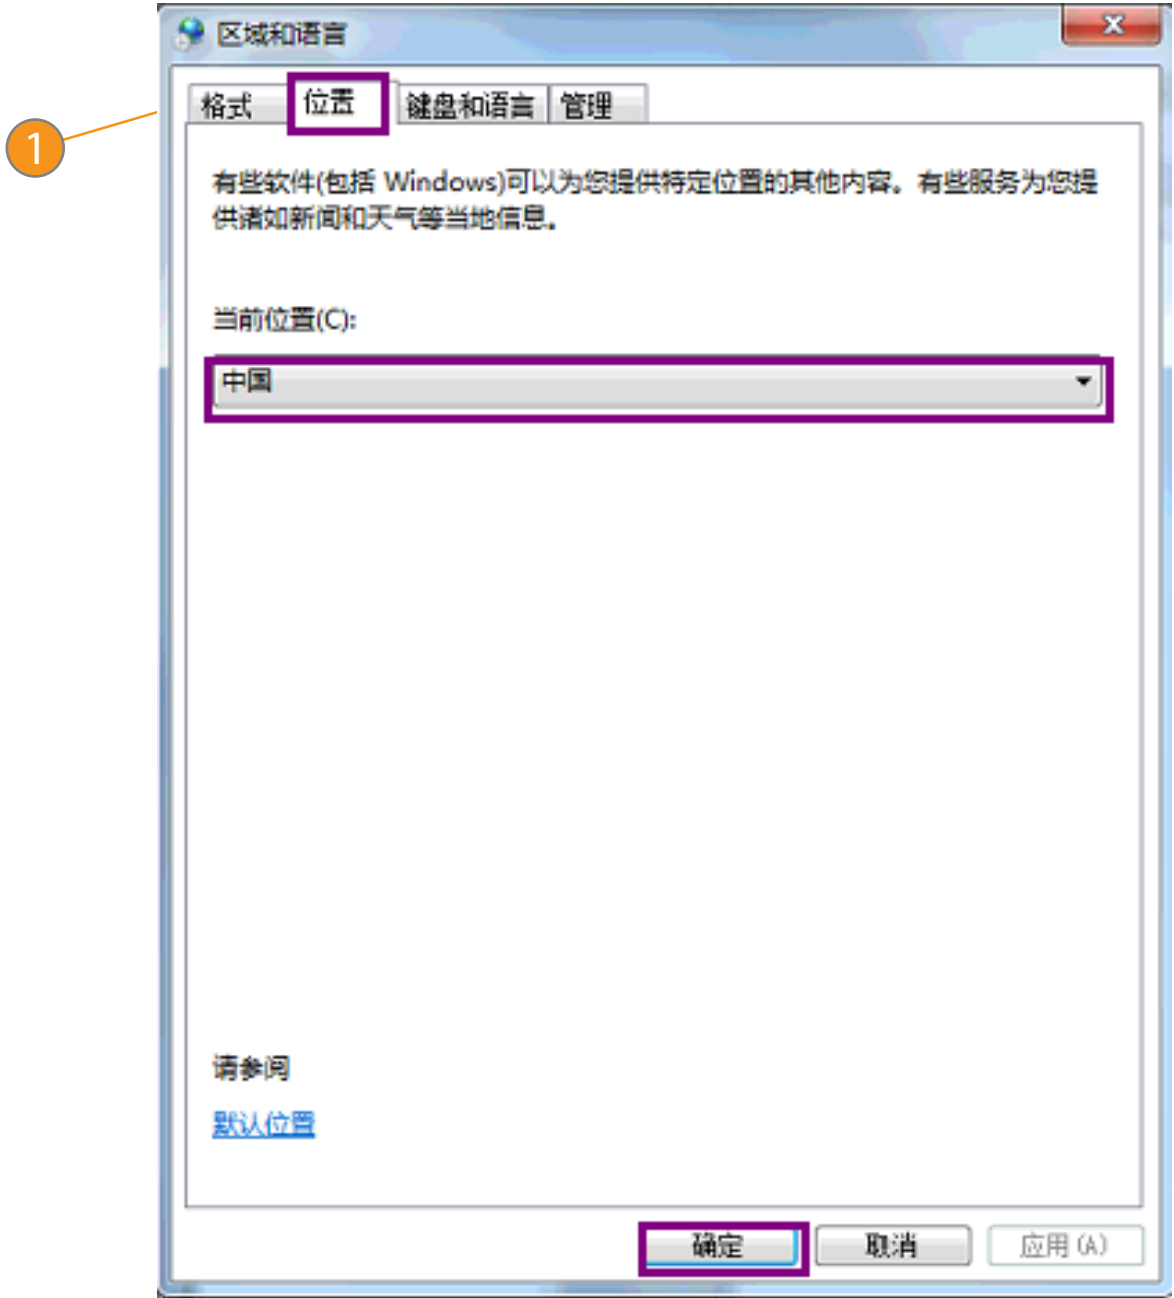 区域和语言
格式 位置 键盘和语言 管理
1
有些软件(包括 Windows)可以为您提供特定位置的其他内容。有些服务为您提
供诸如新闻和天气等当地信息。
当前位置(C):
中国
请参阅
默认位置
确定 取消 应用(A)